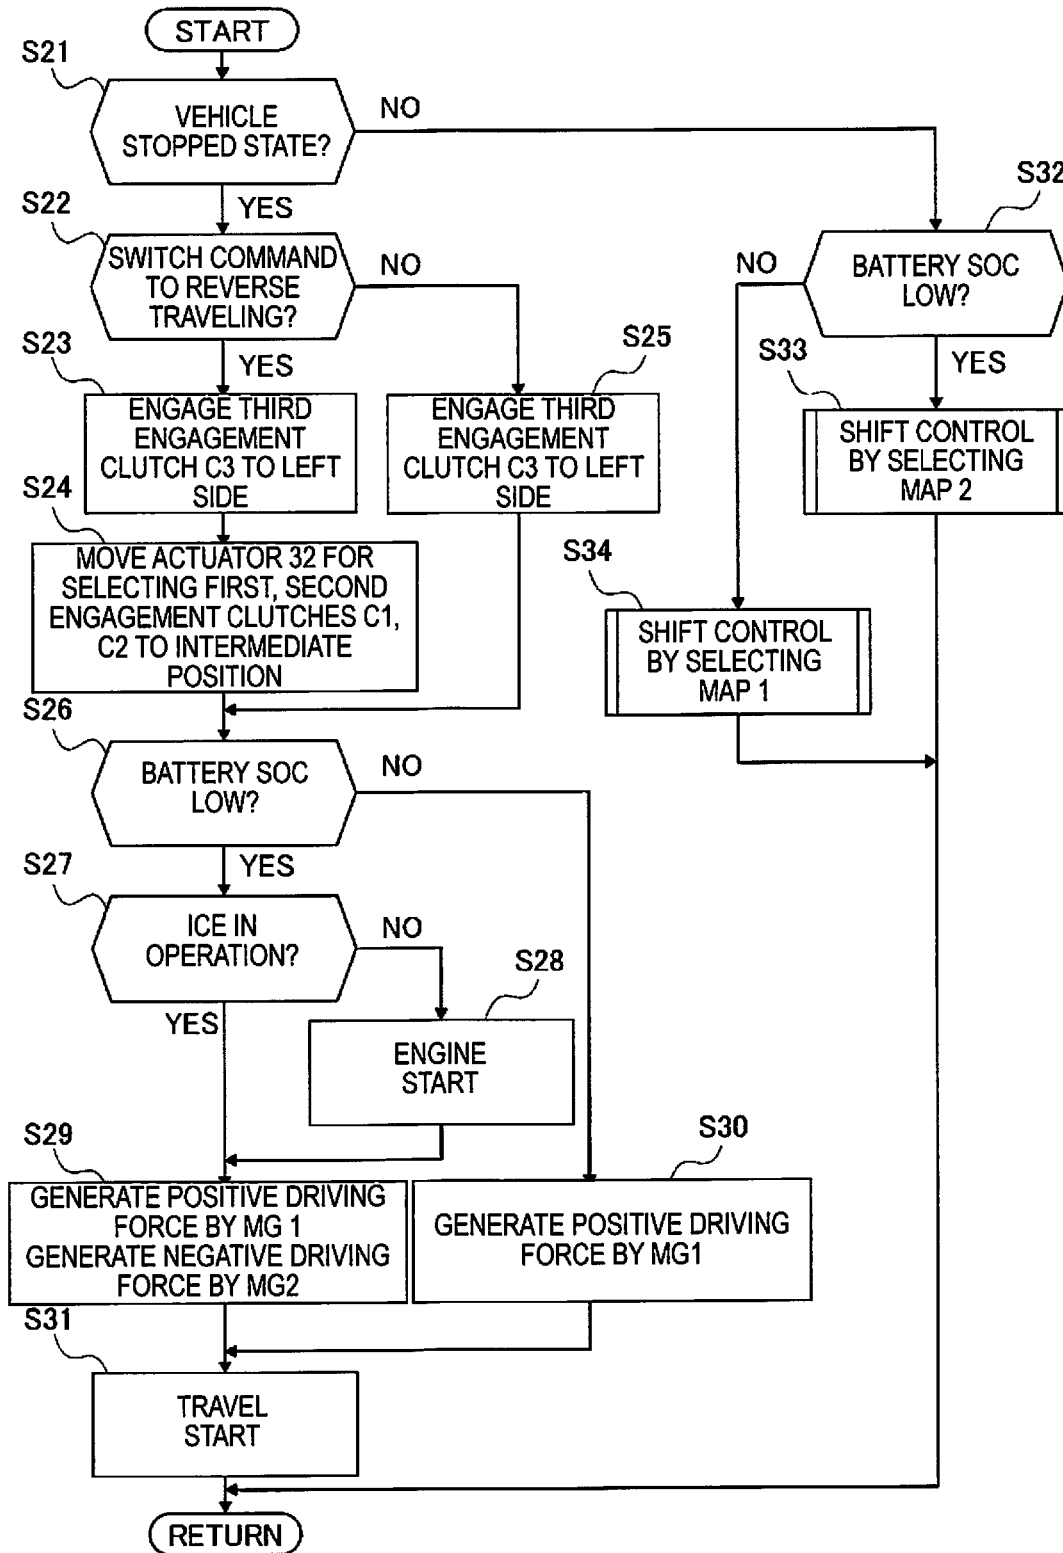 START
S21
VEHICLE
STOPPED STATE?
NO
YES
S22
SWITCH COMMAND
TO REVERSE
TRAVELING?
NO
YES
S32
BATTERY SOC
LOW?
NO
YES
S23
ENGAGE THIRD
ENGAGEMENT
CLUTCH C3 TO LEFT
SIDE
S25
ENGAGE THIRD
ENGAGEMENT
CLUTCH C3 TO LEFT
SIDE
S33
SHIFT CONTROL
BY SELECTING
MAP 2
S24
MOVE ACTUATOR 32 FOR
SELECTING FIRST, SECOND
ENGAGEMENT CLUTCHES C1,
C2 TO INTERMEDIATE
POSITION
S34
SHIFT CONTROL
BY SELECTING
MAP 1
S26
BATTERY SOC
LOW?
NO
YES
S27
ICE IN
OPERATION?
NO
YES
S28
ENGINE
START
S29
GENERATE POSITIVE DRIVING
FORCE BY MG 1
GENERATE NEGATIVE DRIVING
FORCE BY MG2
S30
GENERATE POSITIVE DRIVING
FORCE BY MG1
S31
TRAVEL
START
RETURN